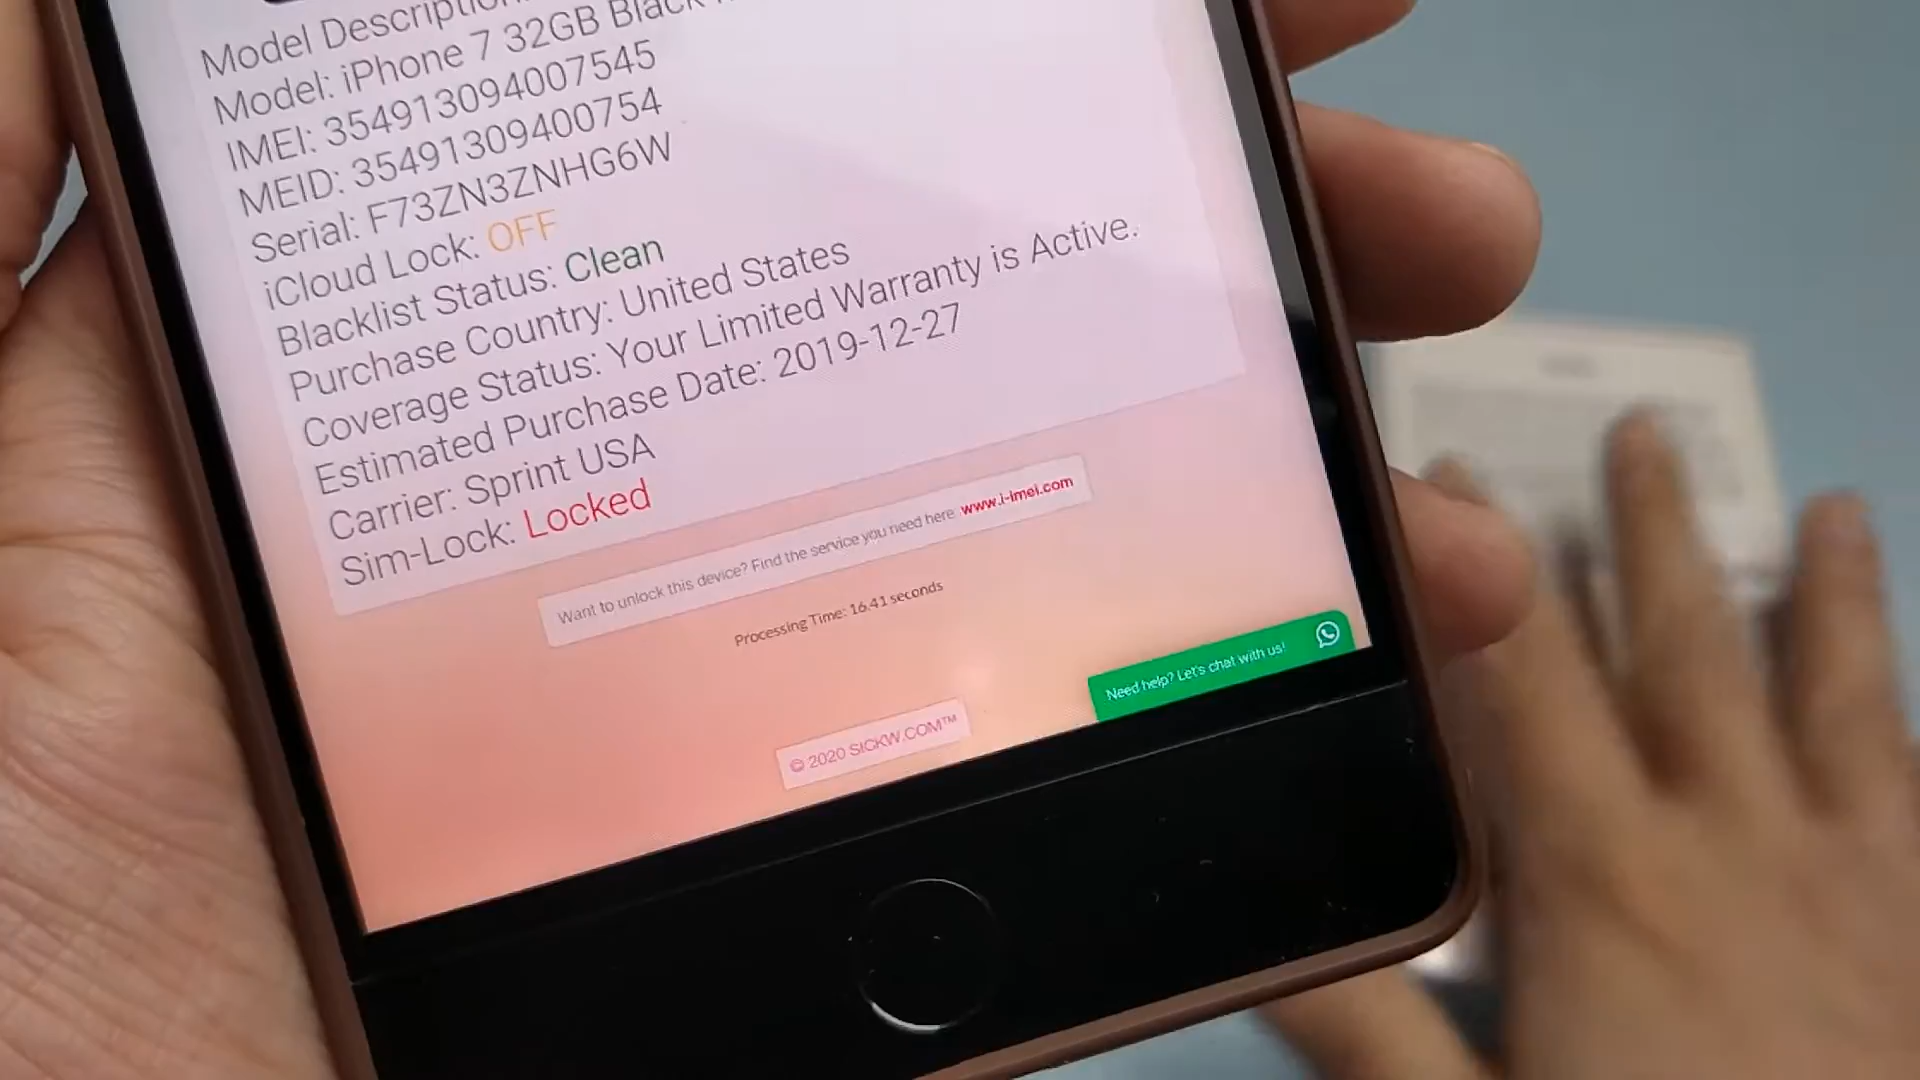 Model Description:
Model: iPhone 7 32GB Black
IMEI: 354913094007545
MEID: 35491309400754
Serial: F73ZN3ZNHG6W
iCloud Lock: OFF
Blacklist Status: Clean
Purchase Country: United States
Coverage Status: Your Limited Warranty is Active.
Estimated Purchase Date: 2019-12-27
Carrier: Sprint USA
Sim-Lock: Locked
Want to unlock this device? Find the service you need here www.i-imei.com
Processing Time: 16.41 seconds
Need help? Let's chat with us!
© 2020 SICKW.COM™